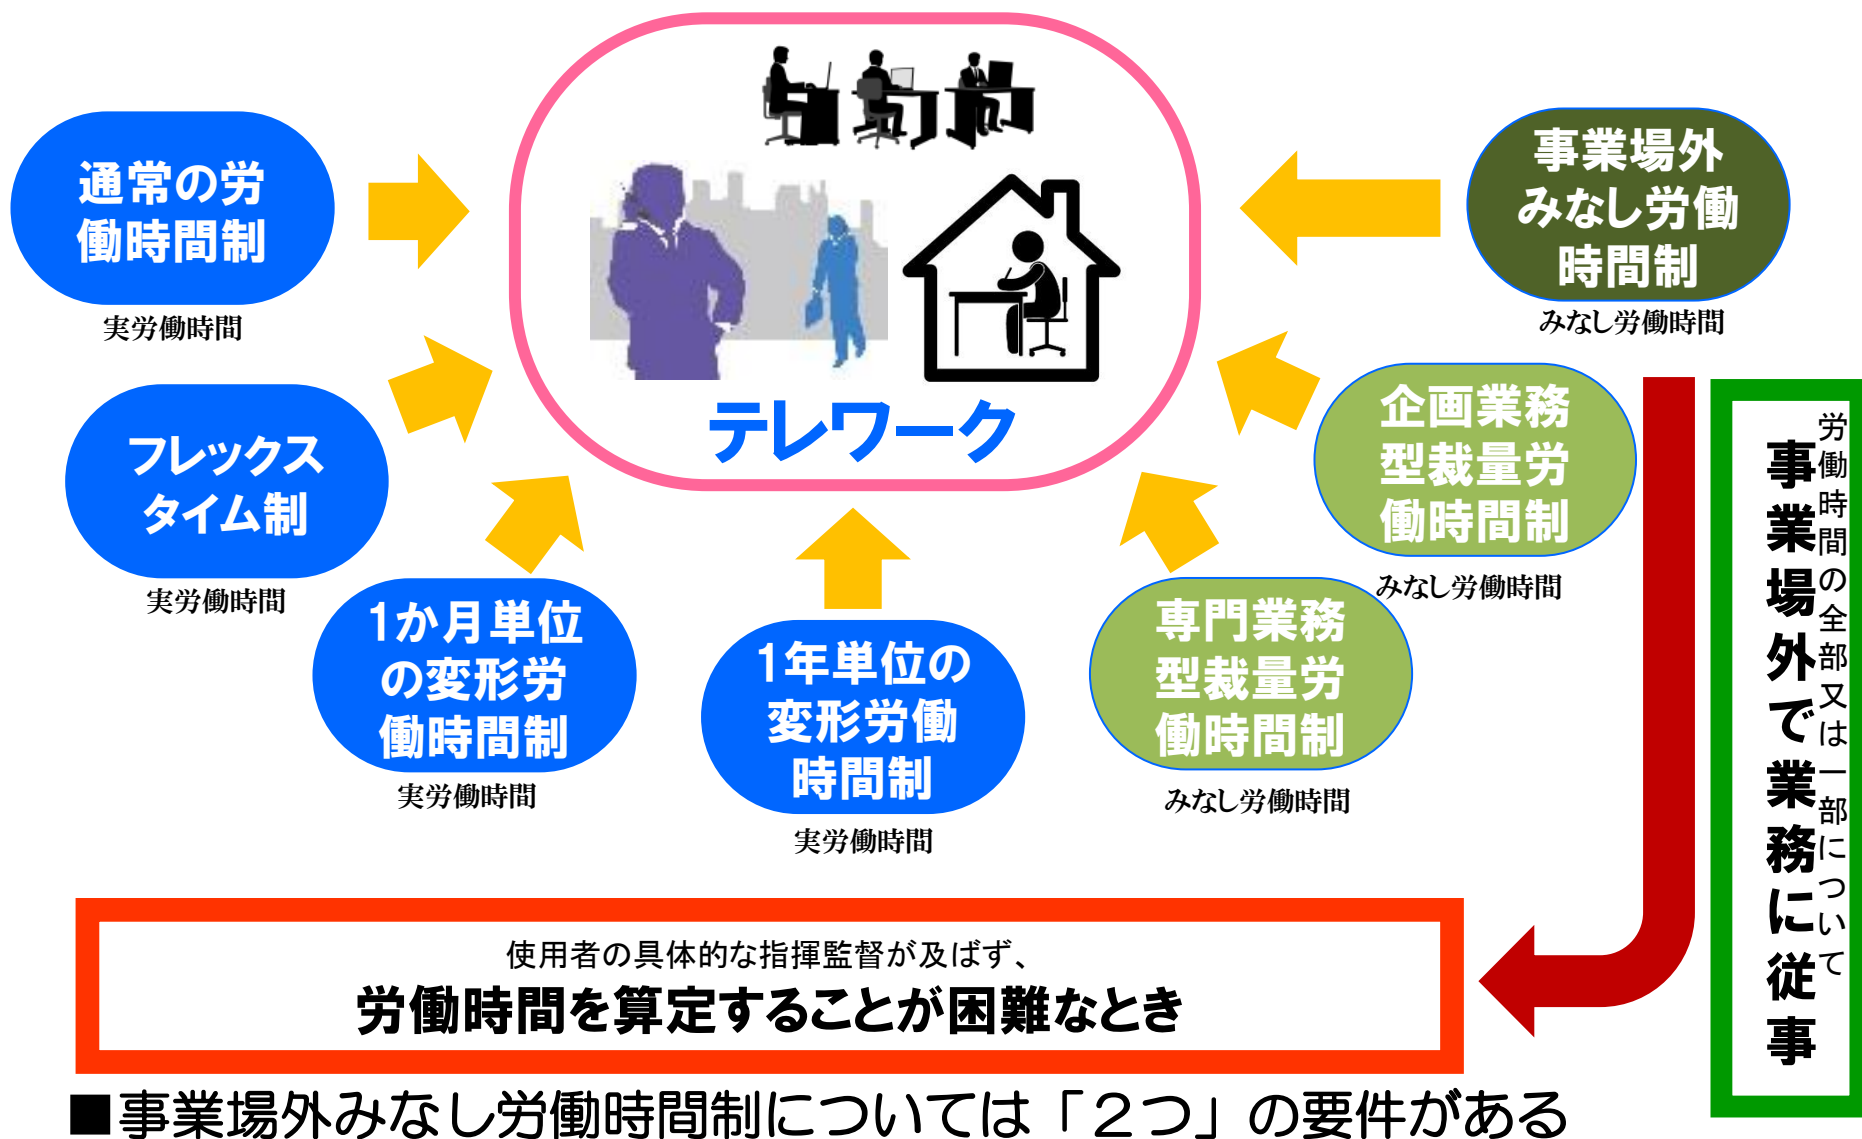 通常の労
働時間制
実労働時間
フレックス
タイム制
実労働時間
1か月単位
の変形労
働時間制
実労働時間
1年単位の
変形労働
時間制
実労働時間
テレワーク
専門業務
型裁量労
働時間制
みなし労働時間
企画業務
型裁量労
働時間制
みなし労働時間
事業場外
みなし労働
時間制
みなし労働時間
労働時間の全部又は一部について
事業場外で業務に従事
使用者の具体的な指揮監督が及ばず、
労働時間を算定することが困難なとき
■事業場外みなし労働時間制については「２つ」の要件がある